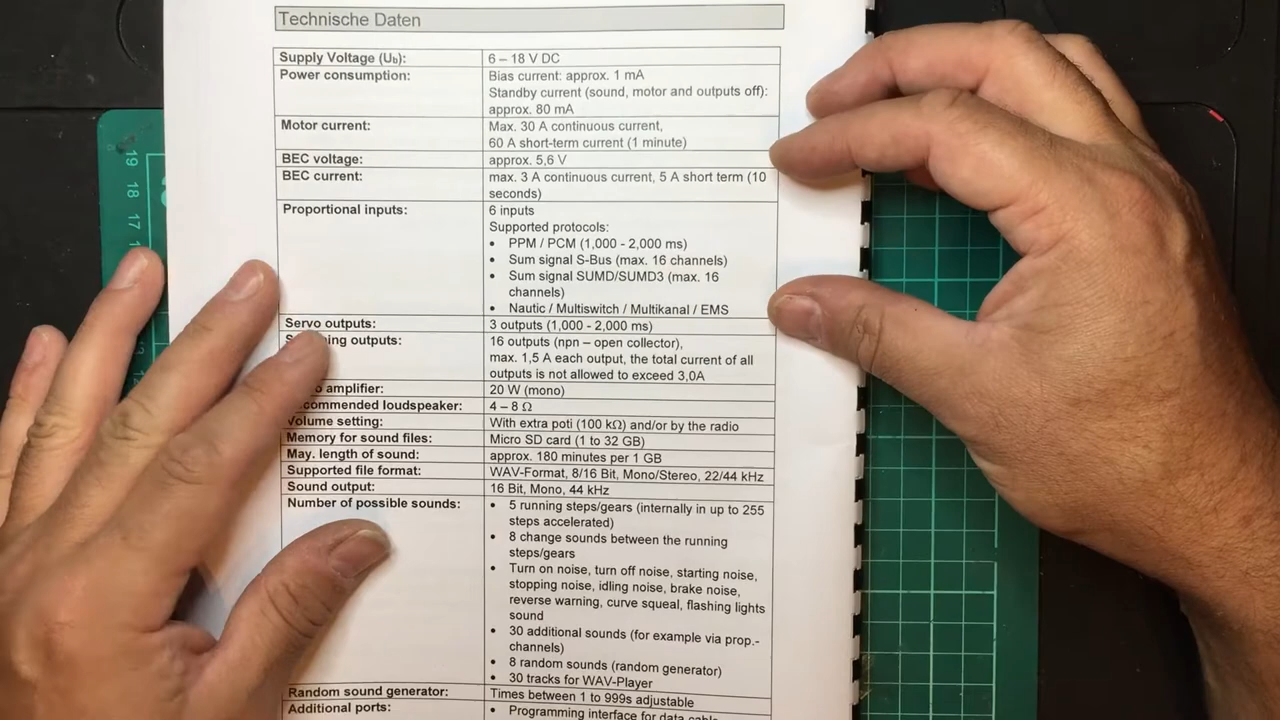 Technische Daten
Supply Voltage (Ub): 6 – 18 V DC
Power consumption: Bias current: approx. 1 mA
Standby current (sound, motor and outputs off):
approx. 80 mA
Motor current: Max. 30 A continuous current,
60 A short-term current (1 minute)
BEC voltage: approx. 5,6 V
BEC current: max. 3 A continuous current, 5 A short term (10
seconds)
Proportional inputs: 6 inputs
Supported protocols:
• PPM / PCM (1,000 - 2,000 ms)
• Sum signal S-Bus (max. 16 channels)
• Sum signal SUMD/SUMD3 (max. 16
channels)
• Nautic / Multiswitch / Multikanal / EMS
Servo outputs: 3 outputs (1,000 - 2,000 ms)
outputs: 16 outputs (npn – open collector),
max. 1,5 A each output, the total current of all
outputs is not allowed to exceed 3,0A
amplifier: 20 W (mono)
loudspeaker: 4 – 8 Ω
Volume setting: With extra poti (100 kΩ) and/or by the radio
Memory for sound files: Micro SD card (1 to 32 GB)
May. length of sound: approx. 180 minutes per 1 GB
Supported file format: WAV-Format, 8/16 Bit, Mono/Stereo, 22/44 kHz
Sound output: 16 Bit, Mono, 44 kHz
Number of possible sounds: • 5 running steps/gears (internally in up to 255
steps accelerated)
• 8 change sounds between the running
steps/gears
• Turn on noise, turn off noise, starting noise,
stopping noise, idling noise, brake noise,
reverse warning, curve squeal, flashing lights
sound
• 30 additional sounds (for example via prop.-
channels)
• 8 random sounds (random generator)
• 30 tracks for WAV-Player
Random sound generator: Times between 1 to 999s adjustable
Additional ports: • Programming interface for data cable
19
18
17
13